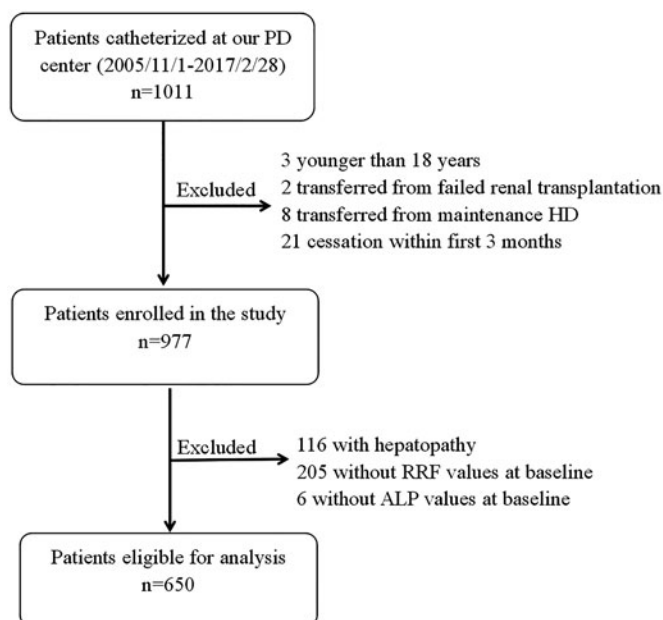 Patients catheterized at our PD
center (2005/11/1-2017/2/28)
n=1011
Excluded
3 younger than 18 years
2 transferred from failed renal transplantation
8 transferred from maintenance HD
21 cessation within first 3 months
Patients enrolled in the study
n=977
Excluded
116 with hepatopathy
205 without RRF values at baseline
6 without ALP values at baseline
Patients eligible for analysis
n=650